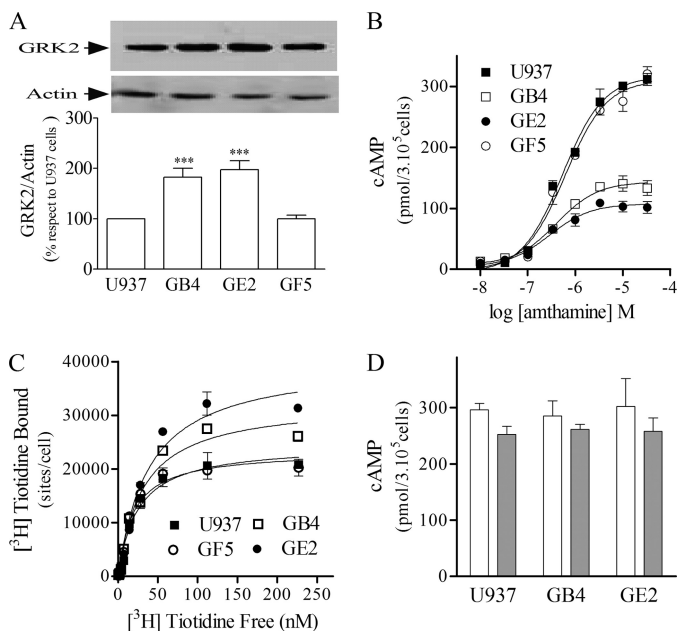 A
GRK2
Actin
GRK2/Actin
(% respect to U937 cells)
300
200
100
0
***
***
U937 GB4 GE2 GF5
B
cAMP
(pmol/3.10⁵cells)
300
200
100
0
U937
GB4
GE2
GF5
-8 -7 -6 -5 -4
log [amthamine] M
C
[³H] Tiotidine Bound
(sites/cell)
40000
30000
20000
10000
0
U937 GB4
GF5 GE2
0 50 100 150 200 250
[³H] Tiotidine Free (nM)
D
cAMP
(pmol/3.10⁵cells)
300
200
100
0
U937 GB4 GE2